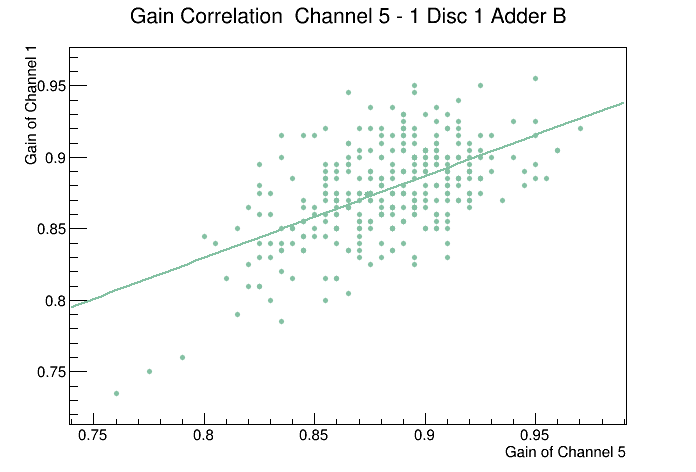 Gain Correlation  Channel 5 - 1 Disc 1 Adder B
Gain of Channel 1
0.95
0.9
0.85
0.8
0.75
0.75 0.8 0.85 0.9 0.95
Gain of Channel 5